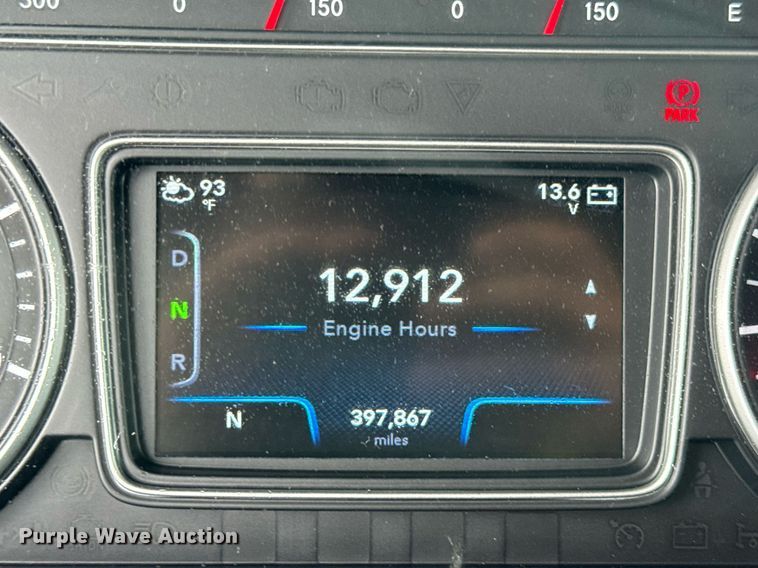 300 0 150 0 150 E
P
PARK
93 13.6
°F V
D
12,912
N
Engine Hours
R
N 397,867
miles
Purple Wave Auction